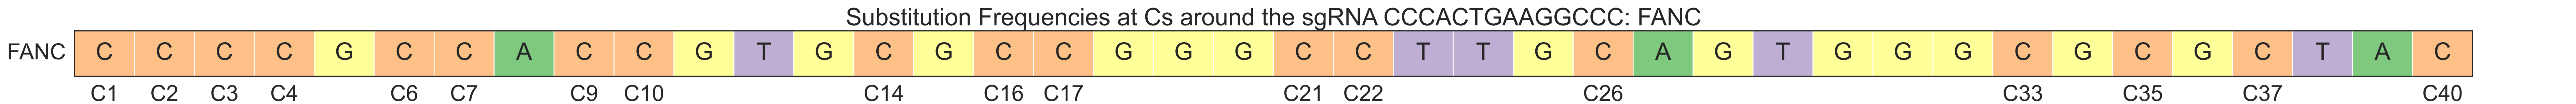 Substitution Frequencies at Cs around the sgRNA CCCACTGAAGGCCC: FANC
FANC C C C C G C C A C C G T G C G C C G G G C C T T G C A G T G G G C G C G C T A C
C1 C2 C3 C4 C6 C7 C9 C10 C14 C16 C17 C21 C22 C26 C33 C35 C37 C40